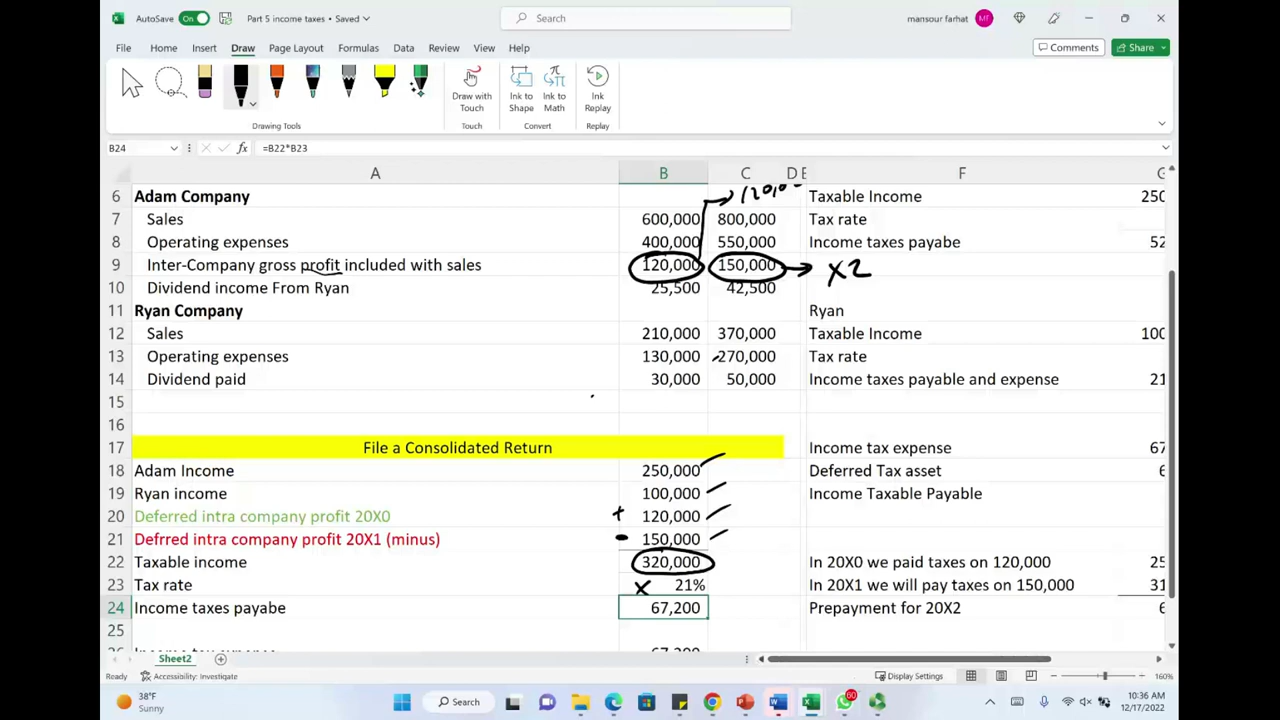 AutoSave On Part 5 income taxes • Saved Search mansour farhat MF
File Home Insert Draw Page Layout Formulas Data Review View Help Comments Share
Draw with Touch Ink to Shape Ink to Math Ink Replay
Drawing Tools Touch Convert Replay
B24 fx =B22*B23
A B C D E F G
120,0
6 Adam Company Taxable Income 250
7 Sales 600,000 800,000 Tax rate
8 Operating expenses 400,000 550,000 Income taxes payabe 52
9 Inter-Company gross profit included with sales 120,000 150,000 X2
10 Dividend income From Ryan 25,500 42,500
11 Ryan Company Ryan
12 Sales 210,000 370,000 Taxable Income 100
13 Operating expenses 130,000 270,000 Tax rate
14 Dividend paid 30,000 50,000 Income taxes payable and expense 21
15
16
17 File a Consolidated Return Income tax expense 67
18 Adam Income 250,000 Deferred Tax asset 6
19 Ryan income 100,000 Income Taxable Payable
20 Deferred intra company profit 20X0 + 120,000
21 Defrred intra company profit 20X1 (minus) - 150,000
22 Taxable income 320,000 In 20X0 we paid taxes on 120,000 25
23 Tax rate X 21% In 20X1 we will pay taxes on 150,000 31
24 Income taxes payabe 67,200 Prepayment for 20X2 6
25
Sheet2
Ready Accessibility: Investigate Display Settings 160%
38°F
Sunny
Search
60
10:36 AM
12/17/2022